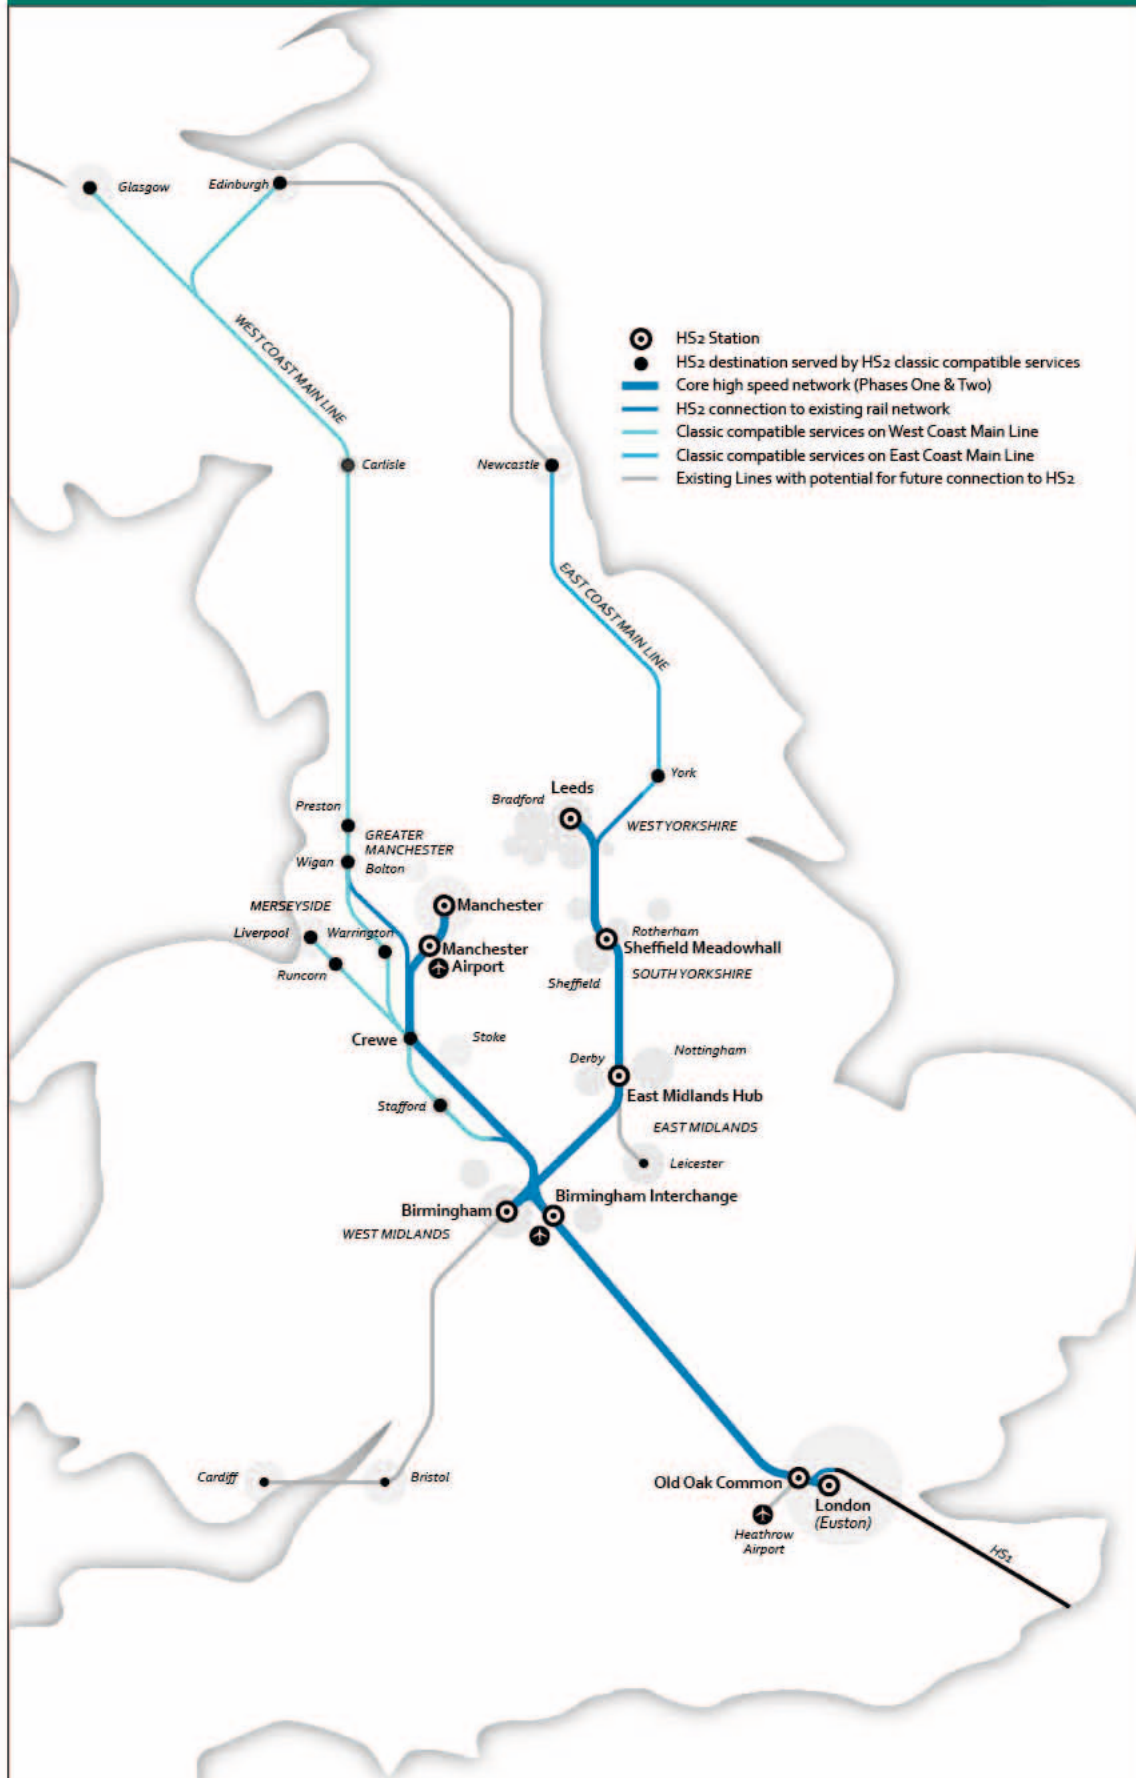 Glasgow
Edinburgh
WEST COAST MAIN LINE
HS2 Station
HS2 destination served by HS2 classic compatible services
Core high speed network (Phases One & Two)
HS2 connection to existing rail network
Classic compatible services on West Coast Main Line
Classic compatible services on East Coast Main Line
Existing Lines with potential for future connection to HS2
Carlisle
Newcastle
EAST COAST MAIN LINE
York
Leeds
Bradford
Preston
WEST YORKSHIRE
GREATER
MANCHESTER
Wigan
Bolton
MERSEYSIDE
Manchester
Liverpool
Warrington
Rotherham
Manchester
Airport
Sheffield Meadowhall
Runcorn
Sheffield
SOUTH YORKSHIRE
Crewe
Stoke
Derby
Nottingham
East Midlands Hub
Stafford
EAST MIDLANDS
Leicester
Birmingham Interchange
Birmingham
WEST MIDLANDS
Cardiff
Bristol
Old Oak Common
London
(Euston)
Heathrow
Airport
HS1